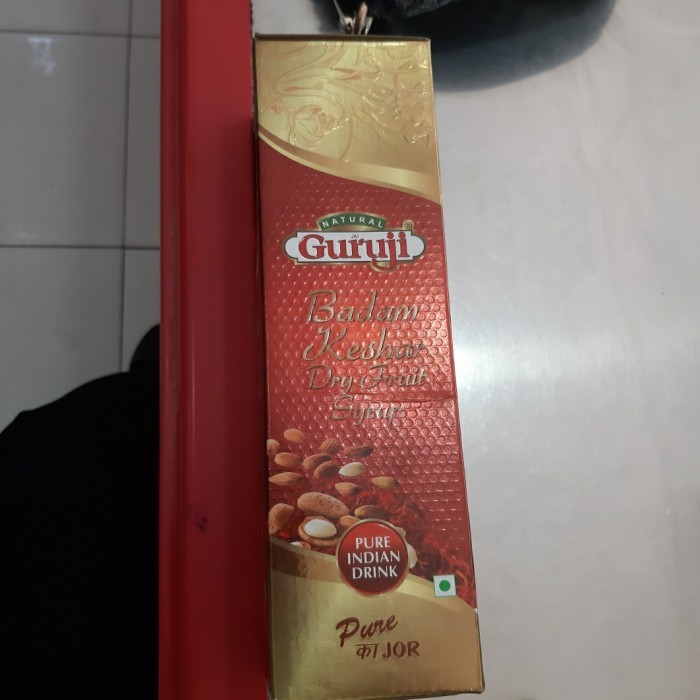 NATURAL
Guruji
Badam
Keshar
Dry Fruit
Syrup
PURE
INDIAN
DRINK
Pure
का JOR